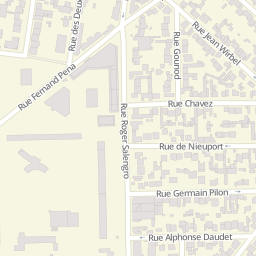 Rue des Deux
Rue Jean Wirbel
Rue Gounod
Rue Fernand Pena
Rue Chavez
Rue Roger Salengro
Rue de Nieuport
Rue Germain Pilon
Rue Alphonse Daudet